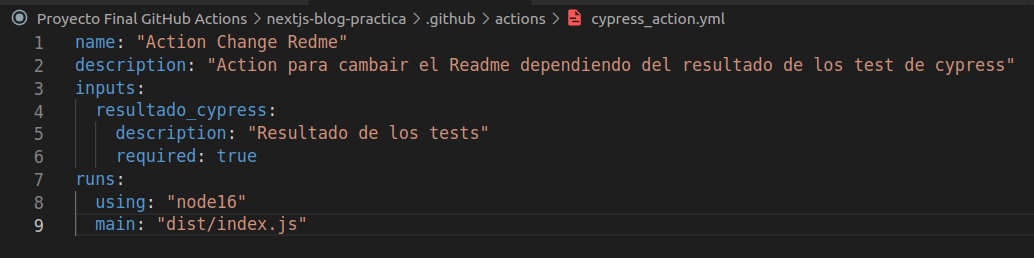 Proyecto Final GitHub Actions > nextjs-blog-practica > .github > actions > cypress_action.yml
1 name: "Action Change Redme"
2 description: "Action para cambair el Readme dependiendo del resultado de los test de cypress"
3 inputs:
4 resultado_cypress:
5 description: "Resultado de los tests"
6 required: true
7 runs:
8 using: "node16"
9 main: "dist/index.js"